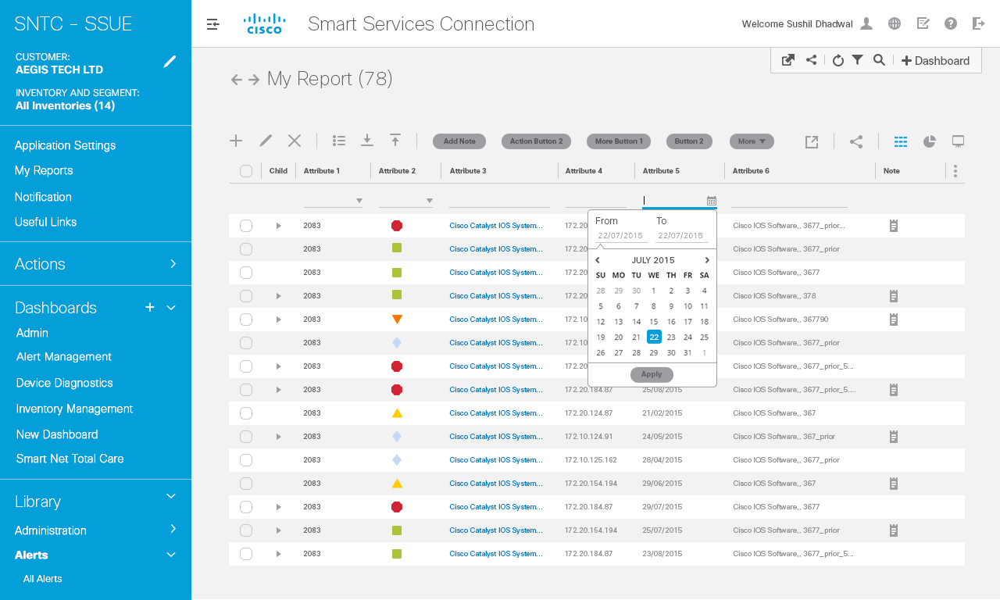 SNTC - SSUE
CUSTOMER:
AEGIS TECH LTD
INVENTORY AND SEGMENT:
All Inventories (14)
Application Settings
My Reports
Notification
Useful Links
Actions
Dashboards
Admin
Alert Management
Device Diagnostics
Inventory Management
New Dashboard
Smart Net Total Care
Library
Administration
Alerts
All Alerts
CISCO
Smart Services Connection
Welcome Sushil Dhadwal
Dashboard
My Report (78)
Add Note Action Button 2 More Button 1 Button 2 More
Child Attribute 1 Attribute 2 Attribute 3 Attribute 4 Attribute 5 Attribute 6 Note
From To
22/07/2015 22/07/2015
JULY 2015
SU MO TU WE TH FR SA
28 29 30 1 2 3 4
5 6 7 8 9 10 11
12 13 14 15 16 17 18
19 20 21 22 23 24 25
26 27 28 29 30 31 1
Apply
2083 Cisco Catalyst IOS System... 172.20 Cisco IOS Software,, 3677_prior...
2083 Cisco Catalyst IOS System... 172.20 Cisco IOS Software,, 3677_prior
2083 Cisco Catalyst IOS System... 172.20 Cisco IOS Software,, 3677
2083 Cisco Catalyst IOS System... 172.20 Cisco IOS Software,, 378
2083 Cisco Catalyst IOS System... 172.10 Cisco IOS Software,, 367790
2083 Cisco Catalyst IOS System... 172.10 Cisco IOS Software,, 3677_prior
2083 Cisco Catalyst IOS System... 172.20 Cisco IOS Software,, 3677_prior_5...
2083 Cisco Catalyst IOS System... 172.20.184.87 25/08/2015 Cisco IOS Software,, 3677_prior_5....
2083 Cisco Catalyst IOS System... 172.20.124.87 21/02/2015 Cisco IOS Software,, 367
2083 Cisco Catalyst IOS System... 172.10.124.91 24/05/2015 Cisco IOS Software,, 367_prior
2083 Cisco Catalyst IOS System... 172.10.125.162 28/04/2015 Cisco IOS Software,, 3677_prior
2083 Cisco Catalyst IOS System... 172.20.154.194 29/06/2015 Cisco IOS Software,, 367
2083 Cisco Catalyst IOS System... 172.20.184.87 29/07/2015 Cisco IOS Software,, 3677
2083 Cisco Catalyst IOS System... 172.20.154.194 25/07/2015 Cisco IOS Software,, 3677_prior
2083 Cisco Catalyst IOS System... 172.20.184.87 23/08/2015 Cisco IOS Software,, 3677_prior_5...